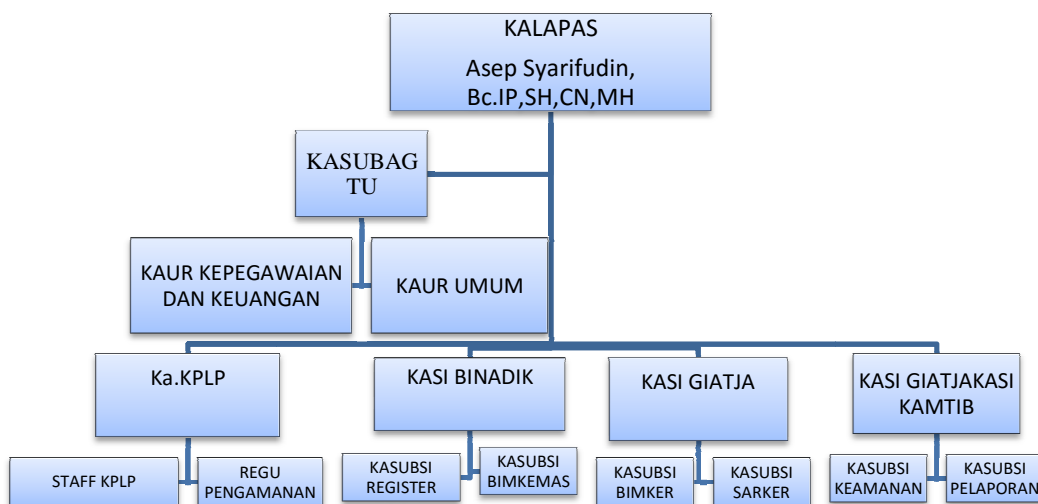 KALAPAS
Asep Syarifudin,
Bc.IP,SH,CN,MH
KASUBAG
TU
KAUR KEPEGAWAIAN
DAN KEUANGAN
KAUR UMUM
Ka.KPLP
KASI BINADIK
KASI GIATJA
KASI GIATJAKASI
KAMTIB
STAFF KPLP
REGU
PENGAMANAN
KASUBSI
REGISTER
KASUBSI
BIMKEMAS
KASUBSI
BIMKER
KASUBSI
SARKER
KASUBSI
KEAMANAN
KASUBSI
PELAPORAN